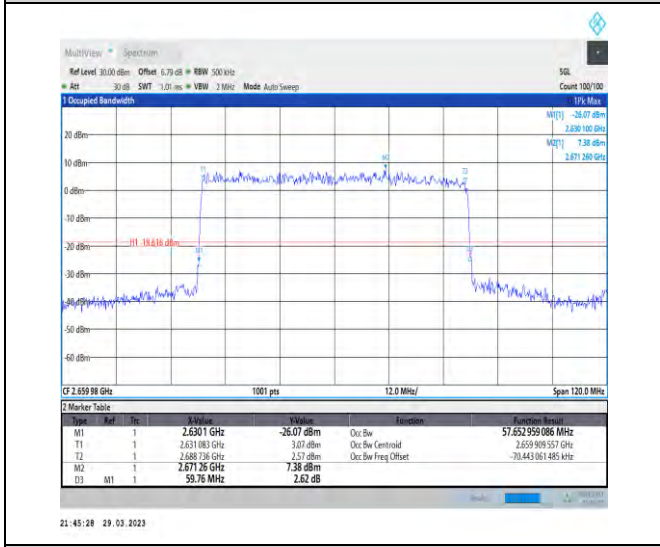 MultiView Spectrum
Ref Level 30.00 dBm Offset 6.79 dB RBW 500 kHz SGL
Att 30 dB SWT 1.01 ms VBW 2 MHz Mode Auto Sweep Count 100/100
1 Occupied Bandwidth 1Pk Max
M1[1] -26.07 dBm
2.630 100 GHz
M2[1] 7.38 dBm
2.671 260 GHz
20 dBm
10 dBm
0 dBm
-10 dBm
-20 dBm
-30 dBm
-40 dBm
-50 dBm
-60 dBm
T1
M2
H1 -18.616 dBm
M1
CF 2.659 98 GHz 1001 pts 12.0 MHz/ Span 120.0 MHz
2 Marker Table
Type Ref Trc X-Value Y-Value Function Function Result
M1 1 2.6301 GHz -26.07 dBm Occ Bw 57.652 959 086 MHz
T1 1 2.631 083 GHz 3.07 dBm Occ Bw Centroid 2.659 909 557 GHz
T2 1 2.688 736 GHz 2.57 dBm Occ Bw Freq Offset -70.443 061 485 kHz
M2 1 2.671 26 GHz 7.38 dBm
D3 M1 1 59.76 MHz 2.62 dB
21:45:28 29.03.2023